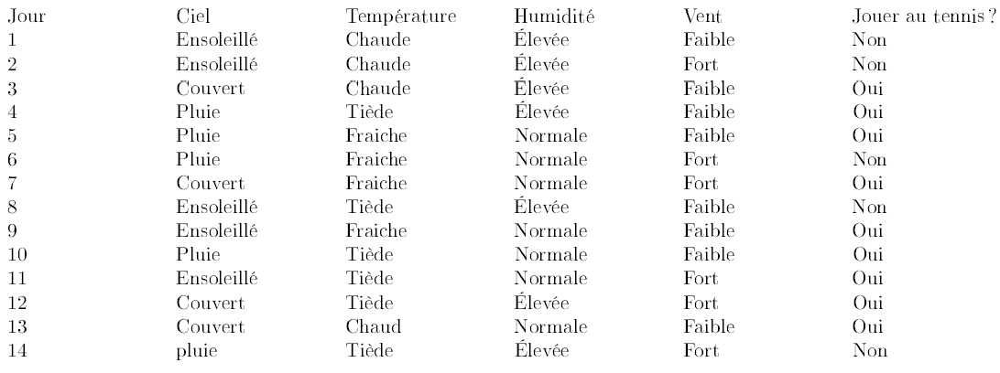 Jour Ciel Température Humidité Vent Jouer au tennis ?
1 Ensoleillé Chaude Élevée Faible Non
2 Ensoleillé Chaude Élevée Fort Non
3 Couvert Chaude Élevée Faible Oui
4 Pluie Tiède Élevée Faible Oui
5 Pluie Fraiche Normale Faible Oui
6 Pluie Fraiche Normale Fort Non
7 Couvert Fraiche Normale Fort Oui
8 Ensoleillé Tiède Élevée Faible Non
9 Ensoleillé Fraiche Normale Faible Oui
10 Pluie Tiède Normale Faible Oui
11 Ensoleillé Tiède Normale Fort Oui
12 Couvert Tiède Élevée Fort Oui
13 Couvert Chaud Normale Faible Oui
14 pluie Tiède Élevée Fort Non